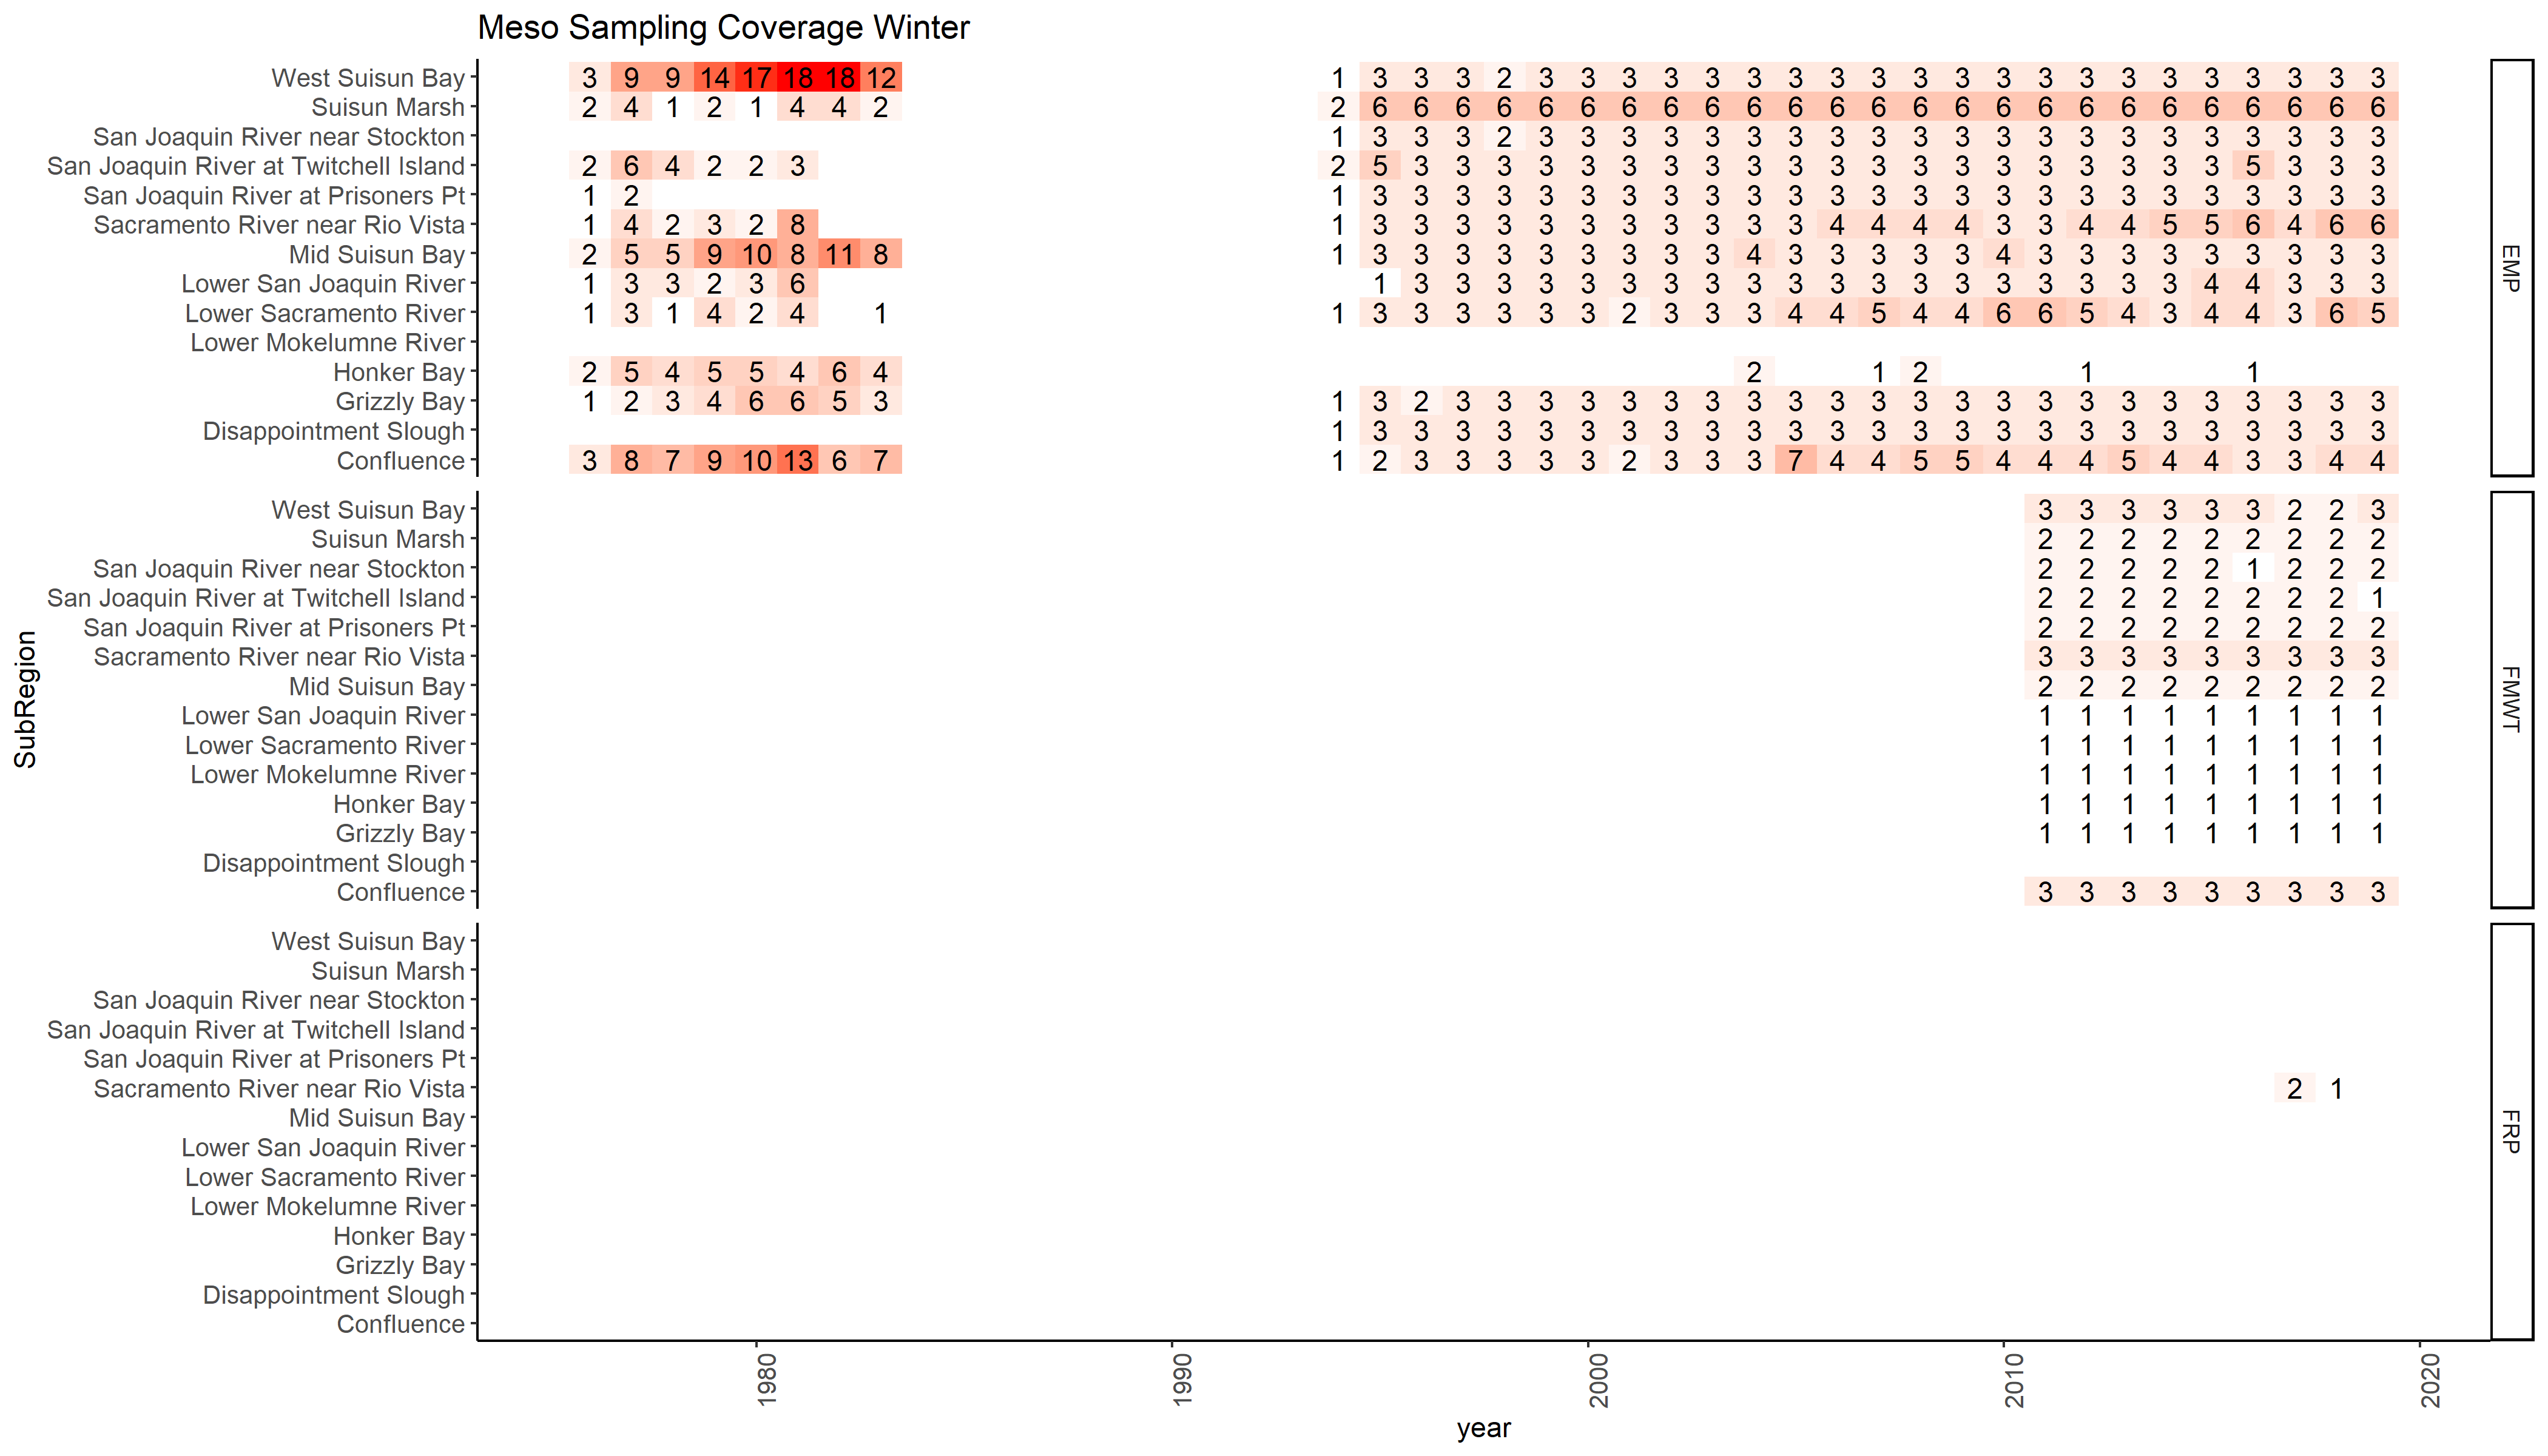 Meso Sampling Coverage Winter
West Suisun Bay 3 9 9 14 17 18 18 12 1 3 3 3 2 3 3 3 3 3 3 3 3 3 3 3 3 3 3 3 3 3 3 3 3 3
Suisun Marsh 2 4 1 2 1 4 4 2 2 6 6 6 6 6 6 6 6 6 6 6 6 6 6 6 6 6 6 6 6 6 6 6 6 6
San Joaquin River near Stockton 1 3 3 3 2 3 3 3 3 3 3 3 3 3 3 3 3 3 3 3 3 3 3 3 3 3
San Joaquin River at Twitchell Island 2 6 4 2 2 3 2 5 3 3 3 3 3 3 3 3 3 3 3 3 3 3 3 3 3 3 3 3 5 3 3 3
San Joaquin River at Prisoners Pt 1 2 1 3 3 3 3 3 3 3 3 3 3 3 3 3 3 3 3 3 3 3 3 3 3 3 3 3
Sacramento River near Rio Vista 1 4 2 3 2 8 1 3 3 3 3 3 3 3 3 3 3 3 4 4 4 4 3 3 4 4 5 5 6 4 6 6
Mid Suisun Bay 2 5 5 9 10 8 11 8 1 3 3 3 3 3 3 3 3 3 4 3 3 3 3 3 4 3 3 3 3 3 3 3 3 3
Lower San Joaquin River 1 3 3 2 3 6 1 3 3 3 3 3 3 3 3 3 3 3 3 3 3 3 3 3 3 3 4 4 3 3 3
Lower Sacramento River 1 3 1 4 2 4 1 1 3 3 3 3 3 3 2 3 3 3 4 4 5 4 4 6 6 5 4 3 4 4 3 6 5
Lower Mokelumne River
Honker Bay 2 5 4 5 5 4 6 4 2 1 2 1 1
Grizzly Bay 1 2 3 4 6 6 5 3 1 3 2 3 3 3 3 3 3 3 3 3 3 3 3 3 3 3 3 3 3 3 3 3 3 3
Disappointment Slough 1 3 3 3 3 3 3 3 3 3 3 3 3 3 3 3 3 3 3 3 3 3 3 3 3 3
Confluence 3 8 7 9 10 13 6 7 1 2 3 3 3 3 3 2 3 3 3 7 4 4 5 5 4 4 4 5 4 4 3 3 4 4
EMP
West Suisun Bay 3 3 3 3 3 3 2 2 3
Suisun Marsh 2 2 2 2 2 2 2 2 2
San Joaquin River near Stockton 2 2 2 2 2 1 2 2 2
San Joaquin River at Twitchell Island 2 2 2 2 2 2 2 2 1
San Joaquin River at Prisoners Pt 2 2 2 2 2 2 2 2 2
Sacramento River near Rio Vista 3 3 3 3 3 3 3 3 3
Mid Suisun Bay 2 2 2 2 2 2 2 2 2
Lower San Joaquin River 1 1 1 1 1 1 1 1 1
Lower Sacramento River 1 1 1 1 1 1 1 1 1
Lower Mokelumne River 1 1 1 1 1 1 1 1 1
Honker Bay 1 1 1 1 1 1 1 1 1
Grizzly Bay 1 1 1 1 1 1 1 1 1
Disappointment Slough
Confluence 3 3 3 3 3 3 3 3 3
FMWT
SubRegion
West Suisun Bay
Suisun Marsh
San Joaquin River near Stockton
San Joaquin River at Twitchell Island
San Joaquin River at Prisoners Pt
Sacramento River near Rio Vista 2 1
Mid Suisun Bay
Lower San Joaquin River
Lower Sacramento River
Lower Mokelumne River
Honker Bay
Grizzly Bay
Disappointment Slough
Confluence
FRP
1980 1990 2000 2010 2020
year